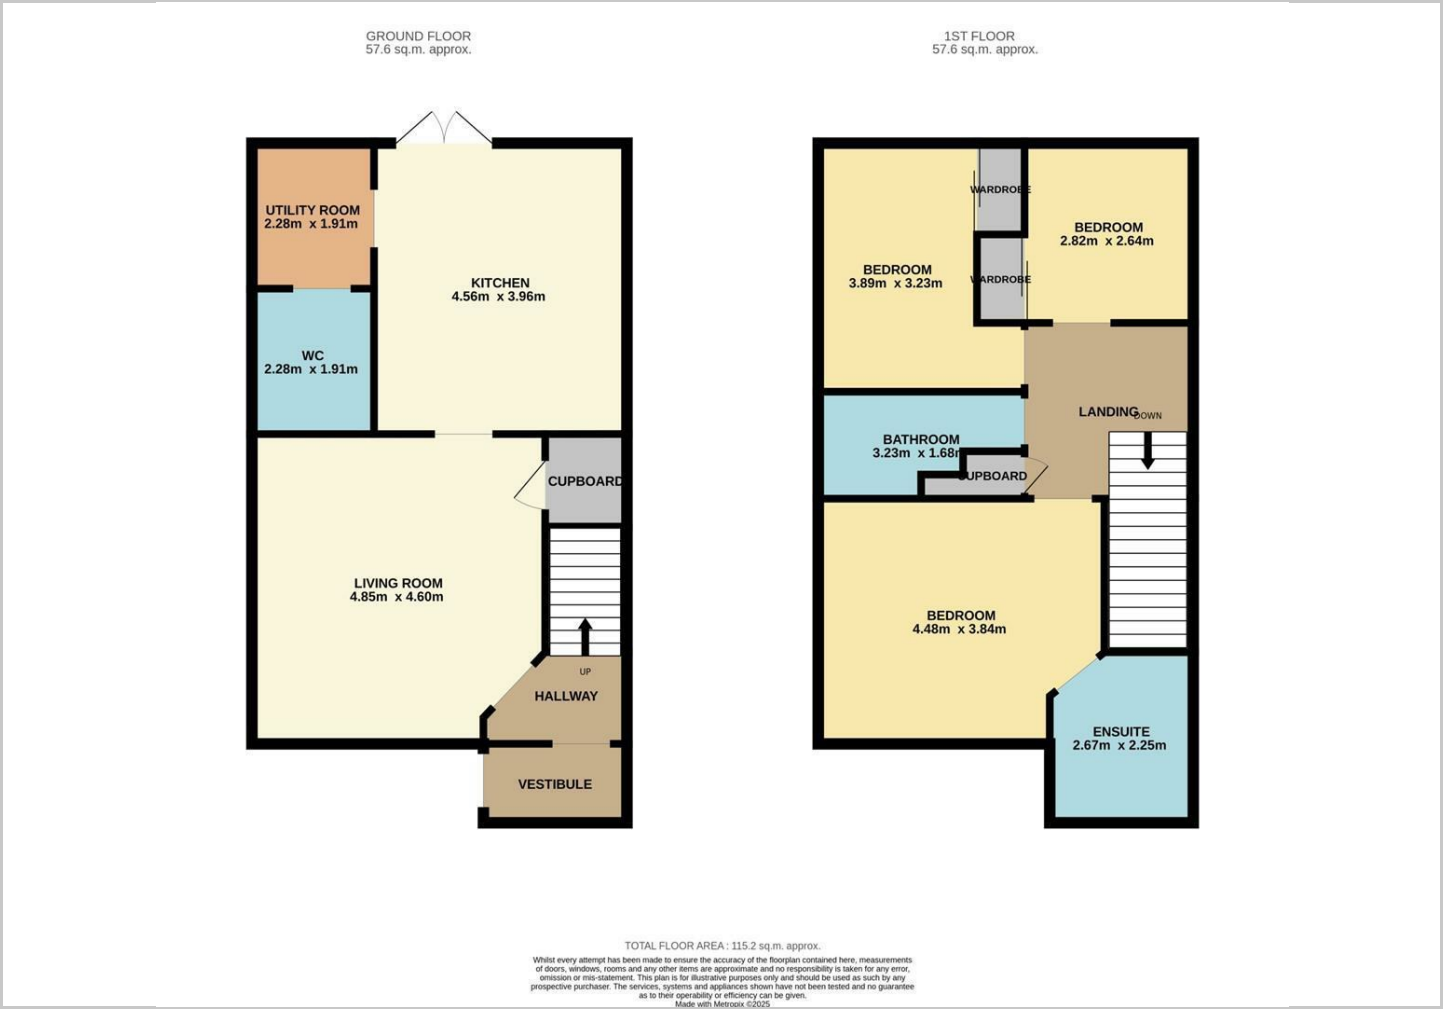 GROUND FLOOR
57.6 sq.m. approx.
1ST FLOOR
57.6 sq.m. approx.
UTILITY ROOM
2.28m x 1.91m
KITCHEN
4.56m x 3.96m
WC
2.28m x 1.91m
CUPBOARD
LIVING ROOM
4.85m x 4.60m
UP
HALLWAY
VESTIBULE
WARDROBE
BEDROOM
2.82m x 2.64m
BEDROOM
3.89m x 3.23m
WARDROBE
LANDING
DOWN
BATHROOM
3.23m x 1.68m
CUPBOARD
BEDROOM
4.48m x 3.84m
ENSUITE
2.67m x 2.25m
TOTAL FLOOR AREA : 115.2 sq.m. approx.
Whilst every attempt has been made to ensure the accuracy of the floorplan contained here, measurements
of doors, windows, rooms and any other items are approximate and no responsibility is taken for any error,
omission or mis-statement. This plan is for illustrative purposes only and should be used as such by any
prospective purchaser. The services, systems and appliances shown have not been tested and no guarantee
as to their operability or efficiency can be given.
Made with Metropix ©2025